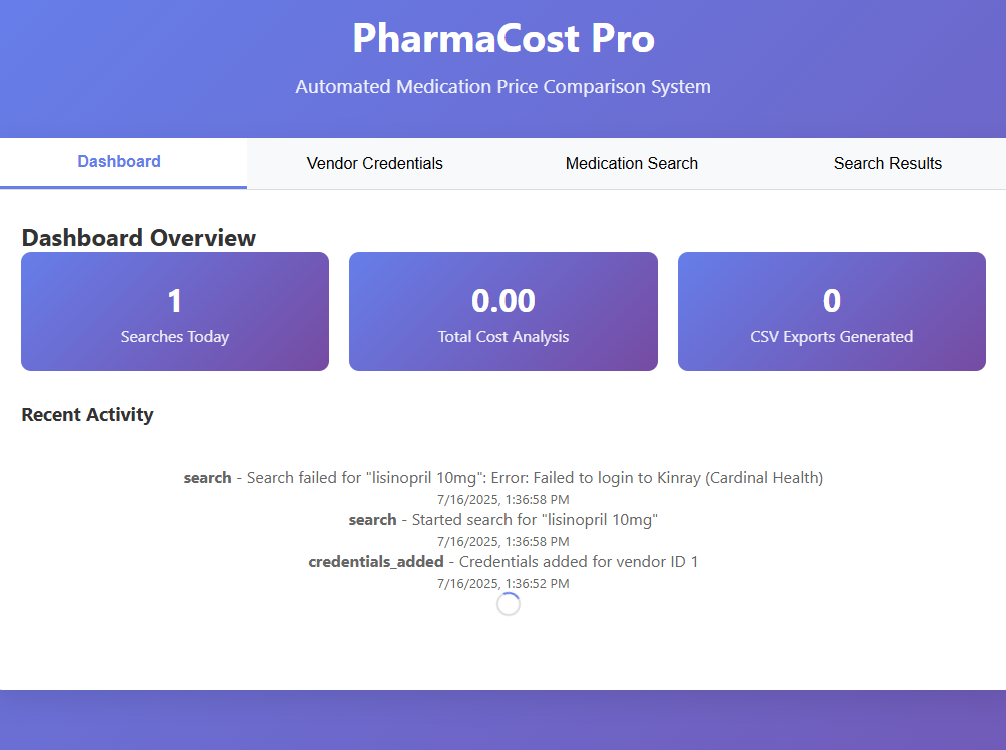 PharmaCost Pro
Automated Medication Price Comparison System
Dashboard
Vendor Credentials
Medication Search
Search Results
Dashboard Overview
1
Searches Today
0.00
Total Cost Analysis
0
CSV Exports Generated
Recent Activity
search - Search failed for "lisinopril 10mg": Error: Failed to login to Kinray (Cardinal Health)
7/16/2025, 1:36:58 PM
search - Started search for "lisinopril 10mg"
7/16/2025, 1:36:58 PM
credentials_added - Credentials added for vendor ID 1
7/16/2025, 1:36:52 PM